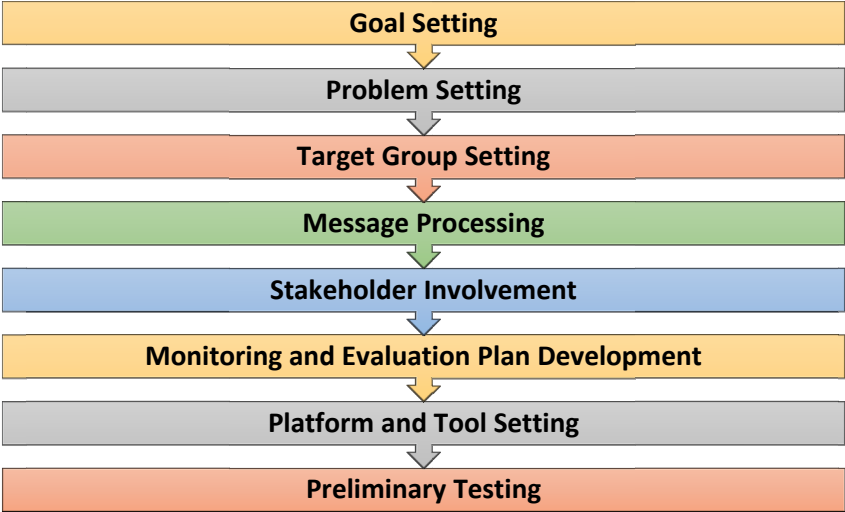 Goal Setting
Problem Setting
Target Group Setting
Message Processing
Stakeholder Involvement
Monitoring and Evaluation Plan Development
Platform and Tool Setting
Preliminary Testing